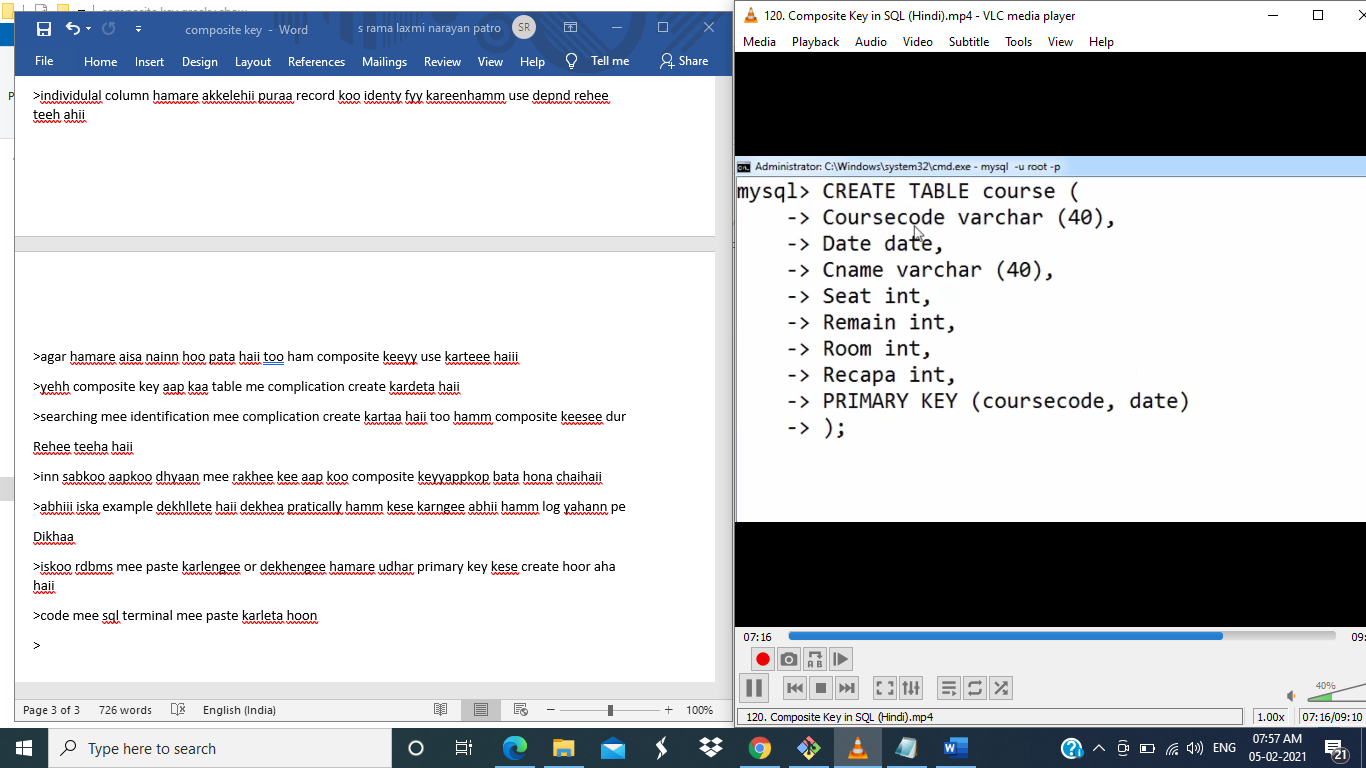 composite key - Word
s rama laxmi narayan patro
SR
File Home Insert Design Layout References Mailings Review View Help Tell me Share
>individulal column hamare akkelehii puraa record koo identy fyy kareenhamm use depnd rehee
teeh ahii
>agar hamare aisa nainn hoo pata haii too ham composite keeyy use karteee haiii
>yehh composite key aap kaa table me complication create kardeta haii
>searching mee identification mee complication create kartaa haii too hamm composite keesee dur
Rehee teeha haii
>inn sabkoo aapkoo dhyaan mee rakhee kee aap koo composite keyyappkop bata hona chaihaii
>abhiii iska example dekhllete haii dekhea pratically hamm kese karngee abhii hamm log yahann pe
Dikhaa
>iskoo rdbms mee paste karlengee or dekhengee hamare udhar primary key kese create hoor aha
haii
>code mee sql terminal mee paste karleta hoon
>
Page 3 of 3 726 words English (India) 100%
120. Composite Key in SQL (Hindi).mp4 - VLC media player
Media Playback Audio Video Subtitle Tools View Help
Administrator: C:\Windows\system32\cmd.exe - mysql -u root -p
mysql> CREATE TABLE course (
-> Coursecode varchar (40),
-> Date date,
-> Cname varchar (40),
-> Seat int,
-> Remain int,
-> Room int,
-> Recapa int,
-> PRIMARY KEY (coursecode, date)
-> );
07:16 09:
40%
120. Composite Key in SQL (Hindi).mp4 1.00x 07:16/09:10
Type here to search
ENG
07:57 AM
05-02-2021
21